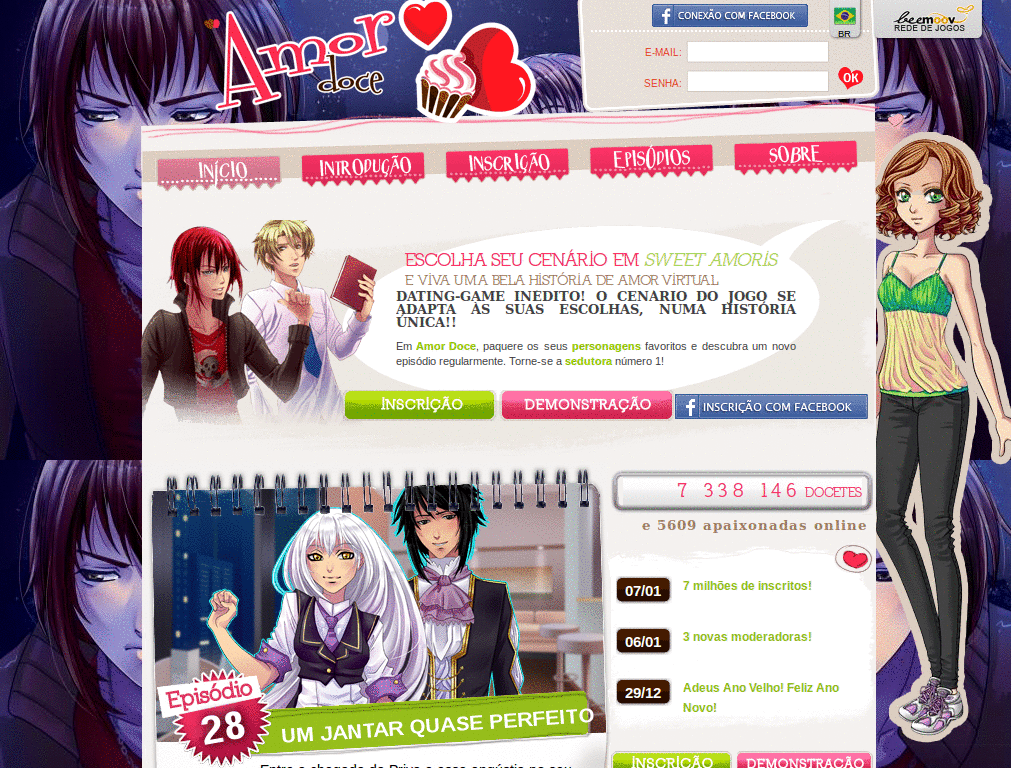 Amor
doce
CONEXÃO COM FACEBOOK
E-MAIL:
SENHA:
OK
BR
beemoov
REDE DE JOGOS
INÍCIO
INTRODUÇÃO
INSCRIÇÃO
EPISÓDIOS
SOBRE
ESCOLHA SEU CENÁRIO EM SWEET AMORIS
E VIVA UMA BELA HISTÓRIA DE AMOR VIRTUAL
DATING-GAME INEDITO! O CENARIO DO JOGO SE
ADAPTA ÀS SUAS ESCOLHAS, NUMA HISTÓRIA
ÚNICA!!
Em Amor Doce, paquere os seus personagens favoritos e descubra um novo
episódio regularmente. Torne-se a sedutora número 1!
INSCRIÇÃO
DEMONSTRAÇÃO
INSCRIÇÃO COM FACEBOOK
7 338 146 DOCETES
e 5609 apaixonadas online
07/01 7 milhões de inscritos!
06/01 3 novas moderadoras!
29/12 Adeus Ano Velho! Feliz Ano
Novo!
Episódio
28
UM JANTAR QUASE PERFEITO
INSCRIÇÃO
DEMONSTRAÇÃO